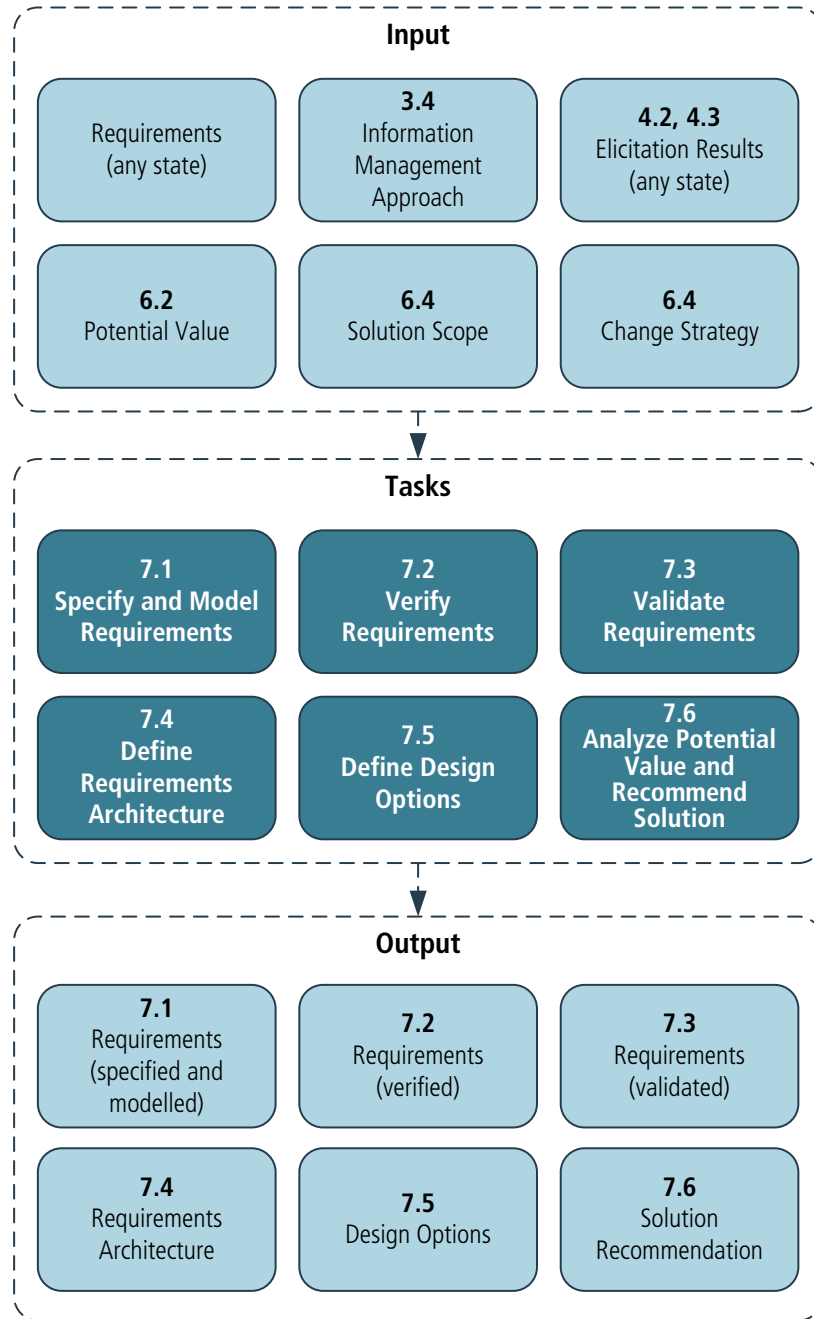 Input
Requirements
(any state)
3.4
Information
Management
Approach
4.2, 4.3
Elicitation Results
(any state)
6.2
Potential Value
6.4
Solution Scope
6.4
Change Strategy
Tasks
7.1
Specify and Model
Requirements
7.2
Verify
Requirements
7.3
Validate
Requirements
7.4
Define
Requirements
Architecture
7.5
Define Design
Options
7.6
Analyze Potential
Value and
Recommend
Solution
Output
7.1
Requirements
(specified and
modelled)
7.2
Requirements
(verified)
7.3
Requirements
(validated)
7.4
Requirements
Architecture
7.5
Design Options
7.6
Solution
Recommendation